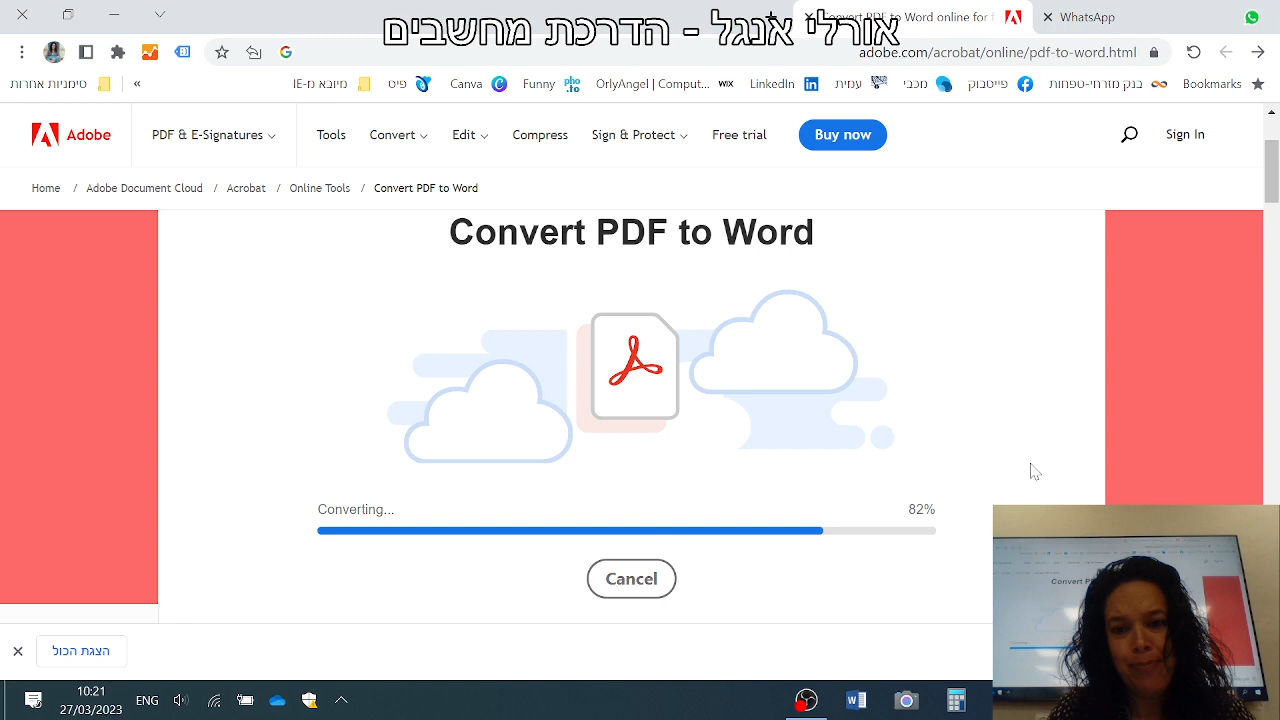 אורלי אנגל - הדרכת מחשבים
Convert PDF to Word online for f
WhatsApp
adobe.com/acrobat/online/pdf-to-word.html
סימניות אחרות
»
מיובא מ-IE
פייס
Canva
Funny
OrlyAngel | Comput...
WIX
LinkedIn
עמית
מכבי
פייסבוק
בנק מזרחי-טפחות
Bookmarks
Adobe
PDF & E-Signatures
Tools
Convert
Edit
Compress
Sign & Protect
Free trial
Buy now
Sign In
Home / Adobe Document Cloud / Acrobat / Online Tools / Convert PDF to Word
Convert PDF to Word
Converting...
82%
Cancel
הצגת הכול
10:21
27/03/2023
ENG